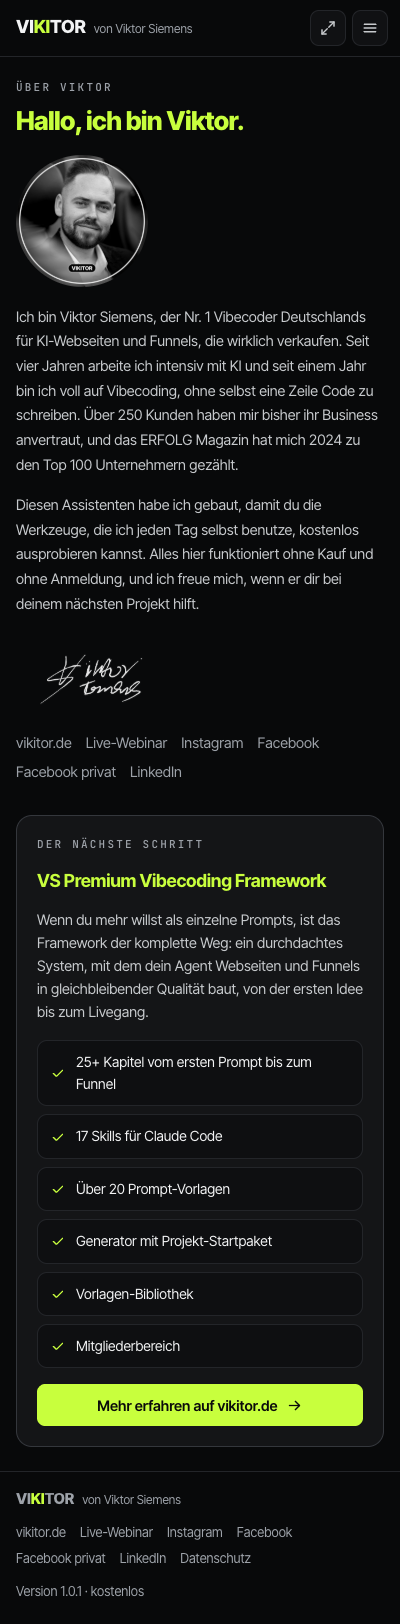 VIKITOR von Viktor Siemens
ÜBER VIKTOR
Hallo, ich bin Viktor.
VIKITOR
Ich bin Viktor Siemens, der Nr. 1 Vibecoder Deutschlands
für KI-Webseiten und Funnels, die wirklich verkaufen. Seit
vier Jahren arbeite ich intensiv mit KI und seit einem Jahr
bin ich voll auf Vibecoding, ohne selbst eine Zeile Code zu
schreiben. Über 250 Kunden haben mir bisher ihr Business
anvertraut, und das ERFOLG Magazin hat mich 2024 zu
den Top 100 Unternehmern gezählt.
Diesen Assistenten habe ich gebaut, damit du die
Werkzeuge, die ich jeden Tag selbst benutze, kostenlos
ausprobieren kannst. Alles hier funktioniert ohne Kauf und
ohne Anmeldung, und ich freue mich, wenn er dir bei
deinem nächsten Projekt hilft.
Viktor
vikitor.de Live-Webinar Instagram Facebook
Facebook privat LinkedIn
DER NÄCHSTE SCHRITT
VS Premium Vibecoding Framework
Wenn du mehr willst als einzelne Prompts, ist das
Framework der komplette Weg: ein durchdachtes
System, mit dem dein Agent Webseiten und Funnels
in gleichbleibender Qualität baut, von der ersten Idee
bis zum Livegang.
25+ Kapitel vom ersten Prompt bis zum
Funnel
17 Skills für Claude Code
Über 20 Prompt-Vorlagen
Generator mit Projekt-Startpaket
Vorlagen-Bibliothek
Mitgliederbereich
Mehr erfahren auf vikitor.de →
VIKITOR von Viktor Siemens
vikitor.de Live-Webinar Instagram Facebook
Facebook privat LinkedIn Datenschutz
Version 1.0.1 · kostenlos